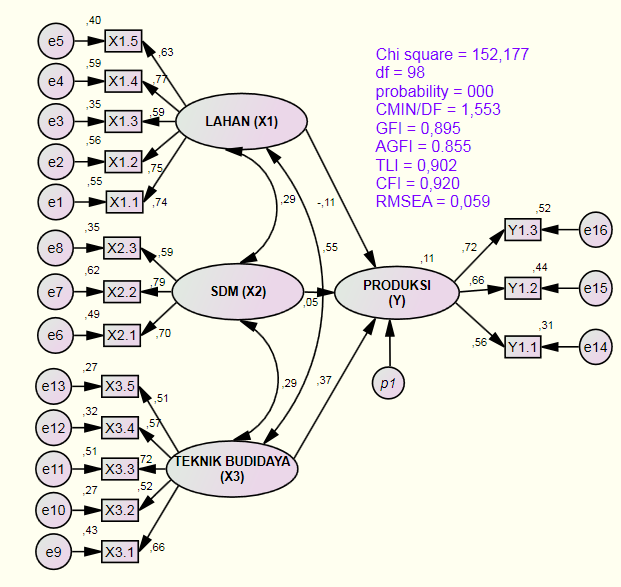 Chi square = 152,177
df = 98
probability = 000
CMIN/DF = 1,553
GFI = 0,895
AGFI = 0.855
TLI = 0,902
CFI = 0,920
RMSEA = 0,059
e5
,40
X1.5
,63
e4
,59
X1.4
,77
e3
,35
X1.3
,59
e2
,56
X1.2
,75
e1
,55
X1.1
,74
LAHAN (X1)
,29
-,11
,55
e8
,35
X2.3
,59
e7
,62
X2.2
,79
e6
,49
X2.1
,70
SDM (X2)
,05
,29
,37
e13
,27
X3.5
,51
e12
,32
X3.4
,57
e11
,51
X3.3
,72
e10
,27
X3.2
,52
e9
,43
X3.1
,66
TEKNIK BUDIDAYA
(X3)
,11
PRODUKSI
(Y)
p1
,72
Y1.3
,52
e16
,66
Y1.2
,44
e15
,56
Y1.1
,31
e14